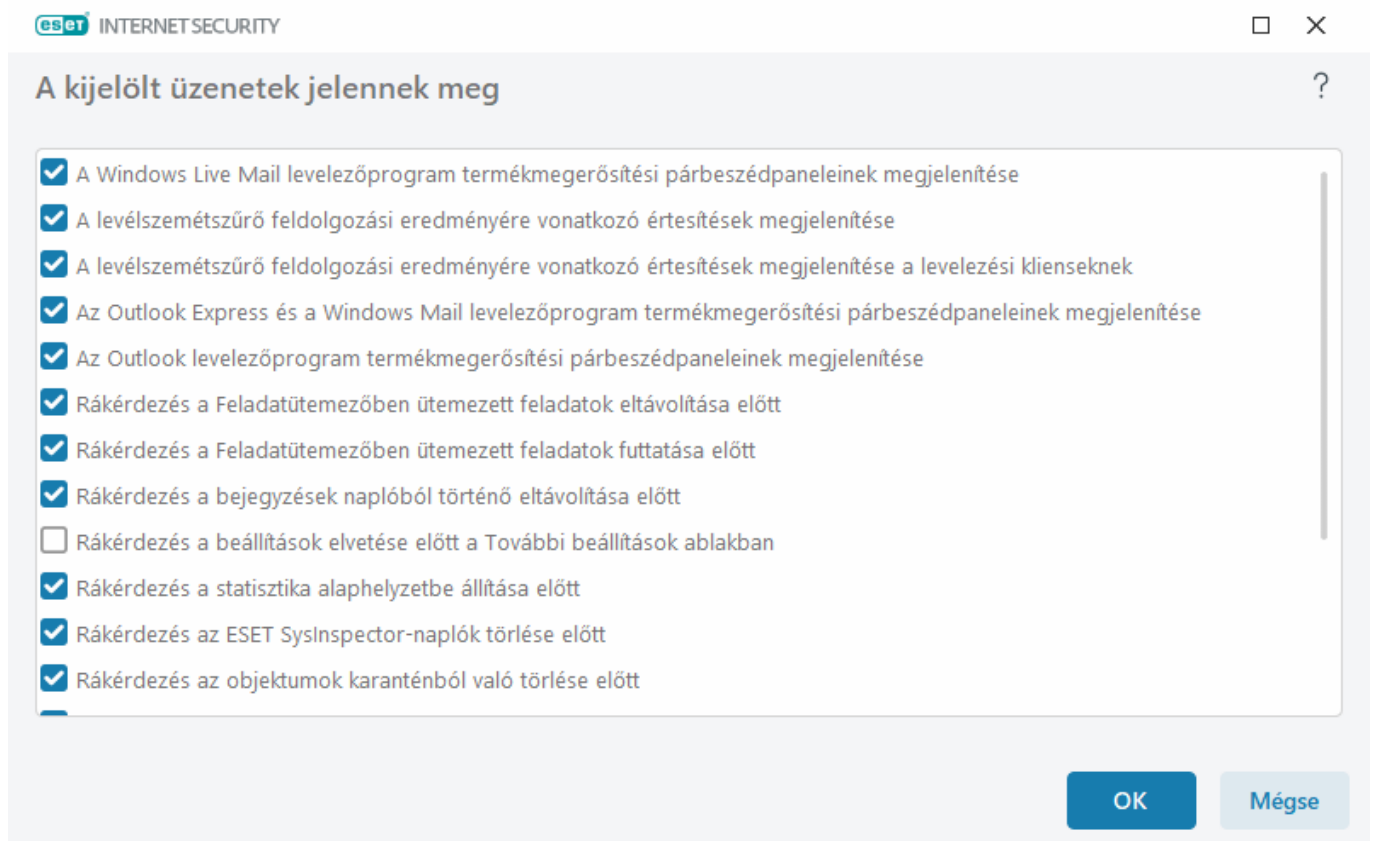 eset INTERNET SECURITY
A kijelölt üzenetek jelennek meg
?
A Windows Live Mail levelezőprogram termékmegerősítési párbeszédpaneleinek megjelenítése
A levélszemétszűrő feldolgozási eredményére vonatkozó értesítések megjelenítése
A levélszemétszűrő feldolgozási eredményére vonatkozó értesítések megjelenítése a levelezési klienseknek
Az Outlook Express és a Windows Mail levelezőprogram termékmegerősítési párbeszédpaneleinek megjelenítése
Az Outlook levelezőprogram termékmegerősítési párbeszédpaneleinek megjelenítése
Rákérdezés a Feladatütemezőben ütemezett feladatok eltávolítása előtt
Rákérdezés a Feladatütemezőben ütemezett feladatok futtatása előtt
Rákérdezés a bejegyzések naplóból történő eltávolítása előtt
Rákérdezés a beállítások elvetése előtt a További beállítások ablakban
Rákérdezés a statisztika alaphelyzetbe állítása előtt
Rákérdezés az ESET SysInspector-naplók törlése előtt
Rákérdezés az objektumok karanténból való törlése előtt
OK
Mégse